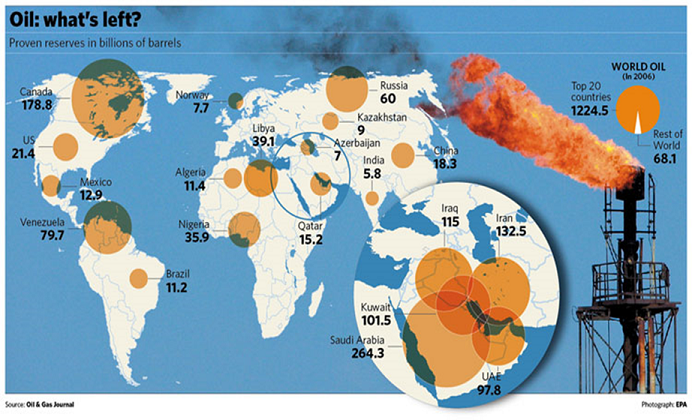 Oil: what's left?
Proven reserves in billions of barrels
Canada
178.8
US
21.4
Mexico
12.9
Venezuela
79.7
Brazil
11.2
Norway
7.7
Libya
39.1
Algeria
11.4
Nigeria
35.9
Russia
60
Kazakhstan
9
Azerbaijan
7
India
5.8
China
18.3
Qatar
15.2
Iraq
115
Iran
132.5
Kuwait
101.5
Saudi Arabia
264.3
UAE
97.8
WORLD OIL
(In 2006)
Top 20
countries
1224.5
Rest of
World
68.1
Source: Oil & Gas Journal
Photograph: EPA